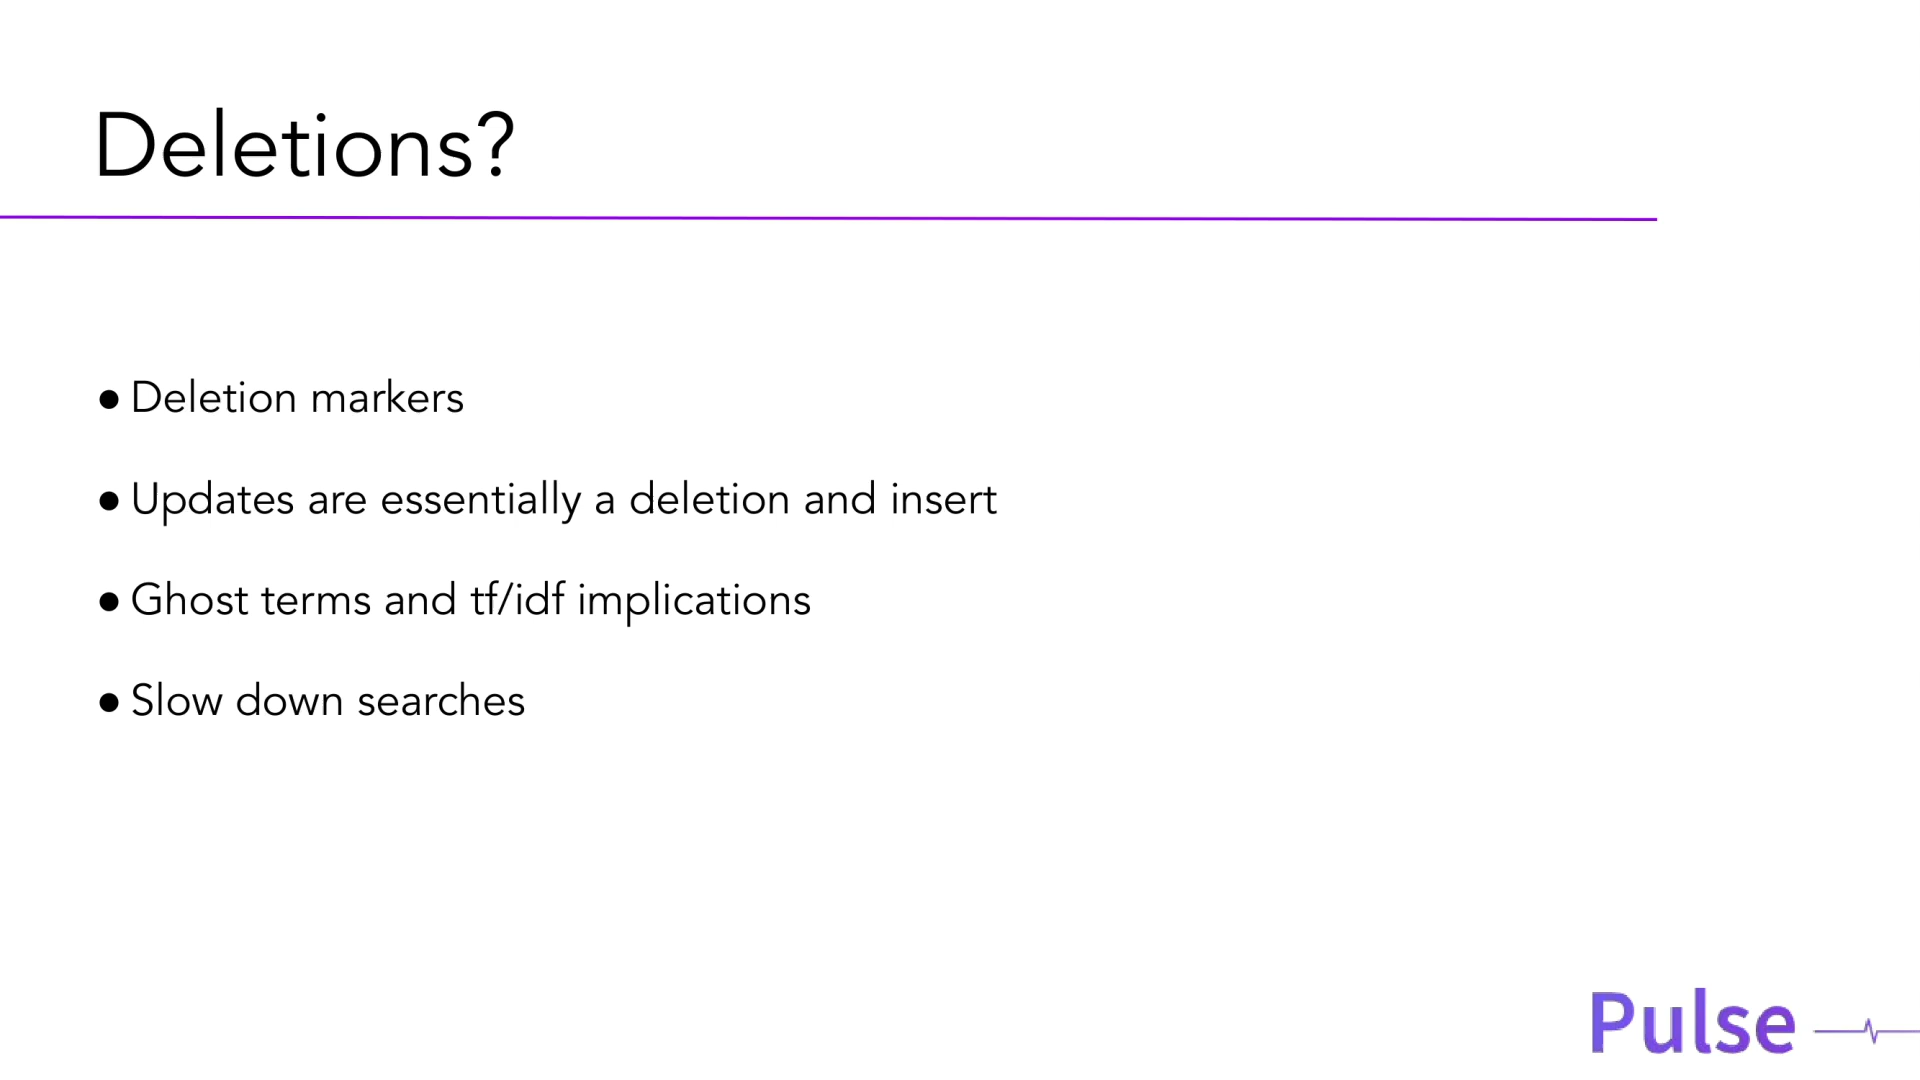 Deletions?
● Deletion markers
● Updates are essentially a deletion and insert
● Ghost terms and tf/idf implications
● Slow down searches
Pulse